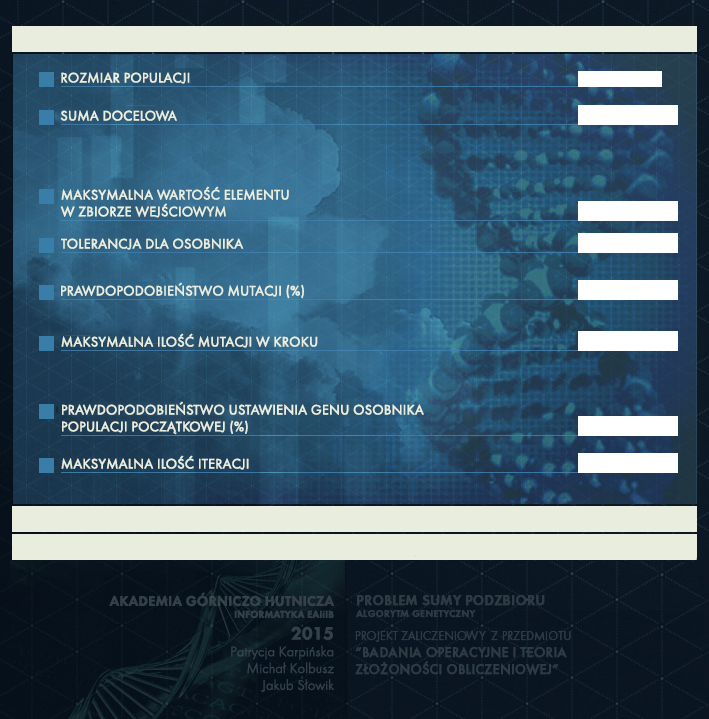 ROZMIAR POPULACJI
SUMA DOCELOWA
MAKSYMALNA WARTOŚĆ ELEMENTU
W ZBIORZE WEJŚCIOWYM
TOLERANCJA DLA OSOBNIKA
PRAWDOPODOBIEŃSTWO MUTACJI (%)
MAKSYMALNA ILOŚĆ MUTACJI W KROKU
PRAWDOPODOBIEŃSTWO USTAWIENIA GENU OSOBNIKA
POPULACJI POCZĄTKOWEJ (%)
MAKSYMALNA ILOŚĆ ITERACJI
AKADEMIA GÓRNICZO HUTNICZA
INFORMATYKA EAIiIB
2015
Patrycja Karpińska
Michał Kolbusz
Jakub Słowik
PROBLEM SUMY PODZBIORU
ALGORYTM GENETYCZNY
PROJEKT ZALICZENIOWY Z PRZEDMIOTU
"BADANIA OPERACYJNE I TEORIA
ZŁOŻONOŚCI OBLICZENIOWEJ"